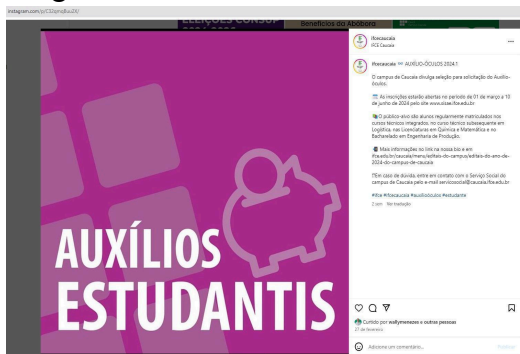 ELEIÇÕES CONSUP
Benefícios da Abóbora
AUXÍLIOS
ESTUDANTIS
ifcecaucaia
IFCE Caucaia
ifcecaucaia AUXÍLIO-ÓCULOS 2024.1
O campus de Caucaia divulga seleção para solicitação do Auxílio-
óculos.
As inscrições estarão abertas no período de 01 de março a 10
de junho de 2024 pelo site www.sisae.ifce.edu.br.
O público-alvo são alunos regularmente matriculados nos
cursos técnicos integrados, no curso técnico subsequente em
Logística, nas Licenciaturas em Química e Matemática e no
Bacharelado em Engenharia de Produção.
Mais informações no link na nossa bio e em
ifce.edu.br/caucaia/menu/editais-do-campus/editais-do-ano-de-
2024-do-campus-de-caucaia
Em caso de dúvida, entre em contato com o Serviço Social do
campus de Caucaia pelo e-mail servicosocial@caucaia.ifce.edu.br
#ifce #ifcecaucaia #auxílioóculos #estudante
2 sem Ver tradução
Curtido por wallymenezes e outras pessoas
27 de fevereiro
Adicione um comentário...
Publicar